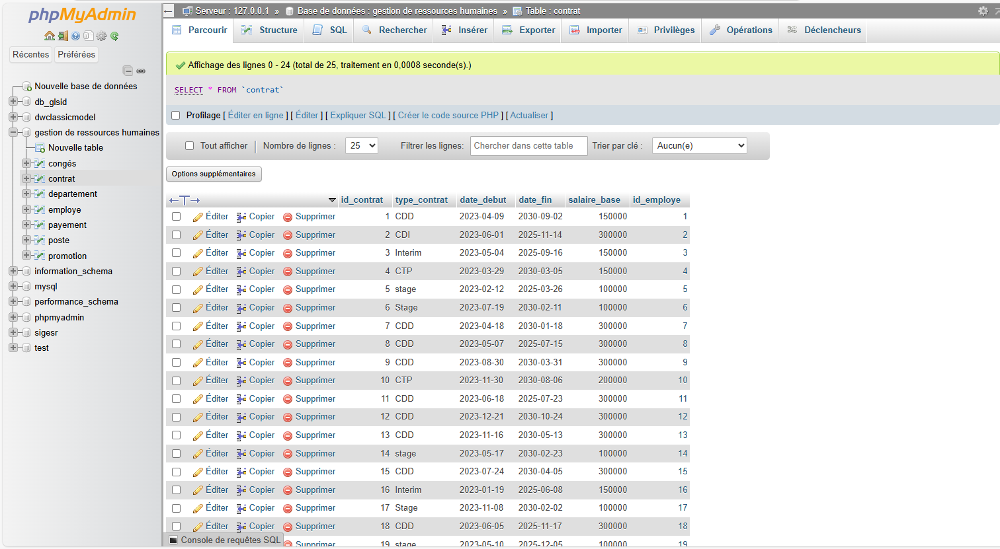 phpMyAdmin
Récentes Préférées
Nouvelle base de données
db_glsid
dwclassicmodel
gestion de ressources humaines
Nouvelle table
congés
contrat
departement
employe
payement
poste
promotion
information_schema
mysql
performance_schema
phpmyadmin
sigesr
test
Serveur : 127.0.0.1 » Base de données : gestion de ressources humaines » Table : contrat
Parcourir Structure SQL Rechercher Insérer Exporter Importer Privilèges Opérations Déclencheurs
Affichage des lignes 0 - 24 (total de 25, traitement en 0,0008 seconde(s).)
SELECT * FROM `contrat`
Profilage [ Éditer en ligne ] [ Éditer ] [ Expliquer SQL ] [ Créer le code source PHP ] [ Actualiser ]
Tout afficher Nombre de lignes : 25 Filtrer les lignes: Chercher dans cette table Trier par clé : Aucun(e)
Options supplémentaires
id_contrat type_contrat date_debut date_fin salaire_base id_employe
Éditer Copier Supprimer 1 CDD 2023-04-09 2030-09-02 150000 1
Éditer Copier Supprimer 2 CDI 2023-06-01 2025-11-14 300000 2
Éditer Copier Supprimer 3 Interim 2023-05-04 2025-09-16 150000 3
Éditer Copier Supprimer 4 CTP 2023-03-29 2030-03-05 150000 4
Éditer Copier Supprimer 5 stage 2023-02-12 2025-03-26 100000 5
Éditer Copier Supprimer 6 Stage 2023-07-19 2030-02-11 100000 6
Éditer Copier Supprimer 7 CDD 2023-04-18 2030-01-18 300000 7
Éditer Copier Supprimer 8 CDD 2023-05-07 2025-07-15 300000 8
Éditer Copier Supprimer 9 CDD 2023-08-30 2030-03-31 300000 9
Éditer Copier Supprimer 10 CTP 2023-11-30 2030-08-06 200000 10
Éditer Copier Supprimer 11 CDD 2023-06-18 2025-07-23 300000 11
Éditer Copier Supprimer 12 CDD 2023-12-21 2030-10-24 300000 12
Éditer Copier Supprimer 13 CDD 2023-11-16 2030-05-13 300000 13
Éditer Copier Supprimer 14 stage 2023-05-17 2030-02-23 100000 14
Éditer Copier Supprimer 15 CDD 2023-07-24 2030-04-05 300000 15
Éditer Copier Supprimer 16 Interim 2023-01-19 2025-06-08 150000 16
Éditer Copier Supprimer 17 Stage 2023-11-08 2030-02-02 100000 17
Éditer Copier Supprimer 18 CDD 2023-06-05 2025-11-17 300000 18
Supprimer 19 stage 2023-05-10 2025-12-05 100000 19
Console de requêtes SQL